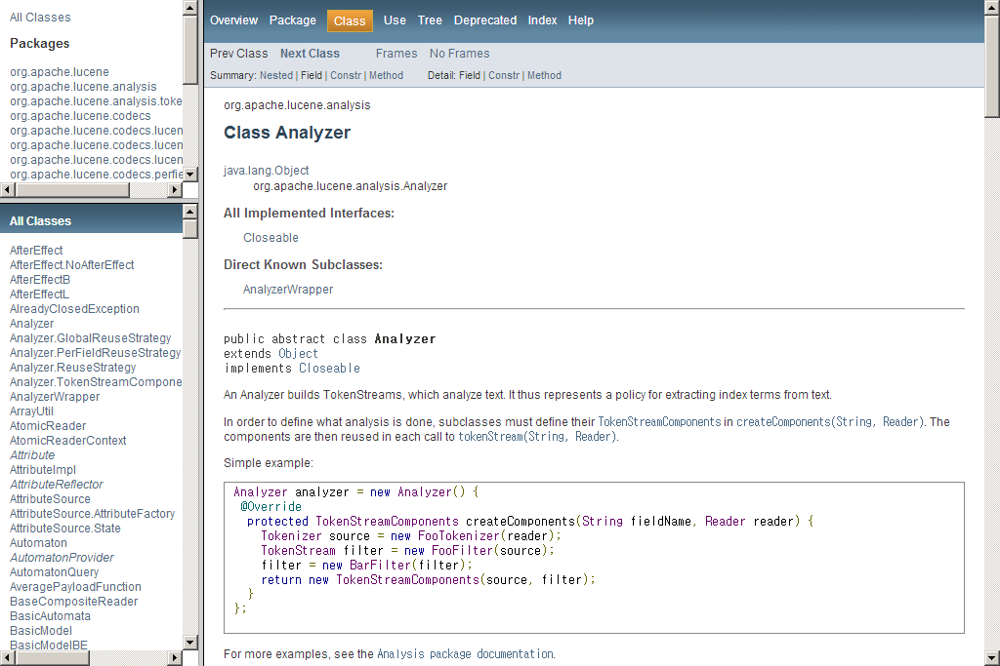 All Classes
Packages
org.apache.lucene
org.apache.lucene.analysis
org.apache.lucene.analysis.toke
org.apache.lucene.codecs
org.apache.lucene.codecs.lucen
org.apache.lucene.codecs.lucen
org.apache.lucene.codecs.lucen
org.apache.lucene.codecs.perfie
All Classes
AfterEffect
AfterEffect.NoAfterEffect
AfterEffectB
AfterEffectL
AlreadyClosedException
Analyzer
Analyzer.GlobalReuseStrategy
Analyzer.PerFieldReuseStrategy
Analyzer.ReuseStrategy
Analyzer.TokenStreamCompone
AnalyzerWrapper
ArrayUtil
AtomicReader
AtomicReaderContext
Attribute
AttributeImpl
AttributeReflector
AttributeSource
AttributeSource.AttributeFactory
AttributeSource.State
Automaton
AutomatonProvider
AutomatonQuery
AveragePayloadFunction
BaseCompositeReader
BasicAutomata
BasicModel
BasicModelBE
Overview Package Class Use Tree Deprecated Index Help
Prev Class Next Class Frames No Frames
Summary: Nested | Field | Constr | Method Detail: Field | Constr | Method
org.apache.lucene.analysis
Class Analyzer
java.lang.Object
org.apache.lucene.analysis.Analyzer
All Implemented Interfaces:
Closeable
Direct Known Subclasses:
AnalyzerWrapper
public abstract class Analyzer
extends Object
implements Closeable
An Analyzer builds TokenStreams, which analyze text. It thus represents a policy for extracting index terms from text.
In order to define what analysis is done, subclasses must define their TokenStreamComponents in createComponents(String, Reader). The
components are then reused in each call to tokenStream(String, Reader).
Simple example:
Analyzer analyzer = new Analyzer() {
@Override
protected TokenStreamComponents createComponents(String fieldName, Reader reader) {
Tokenizer source = new FooTokenizer(reader);
TokenStream filter = new FooFilter(source);
filter = new BarFilter(filter);
return new TokenStreamComponents(source, filter);
}
};
For more examples, see the Analysis package documentation.